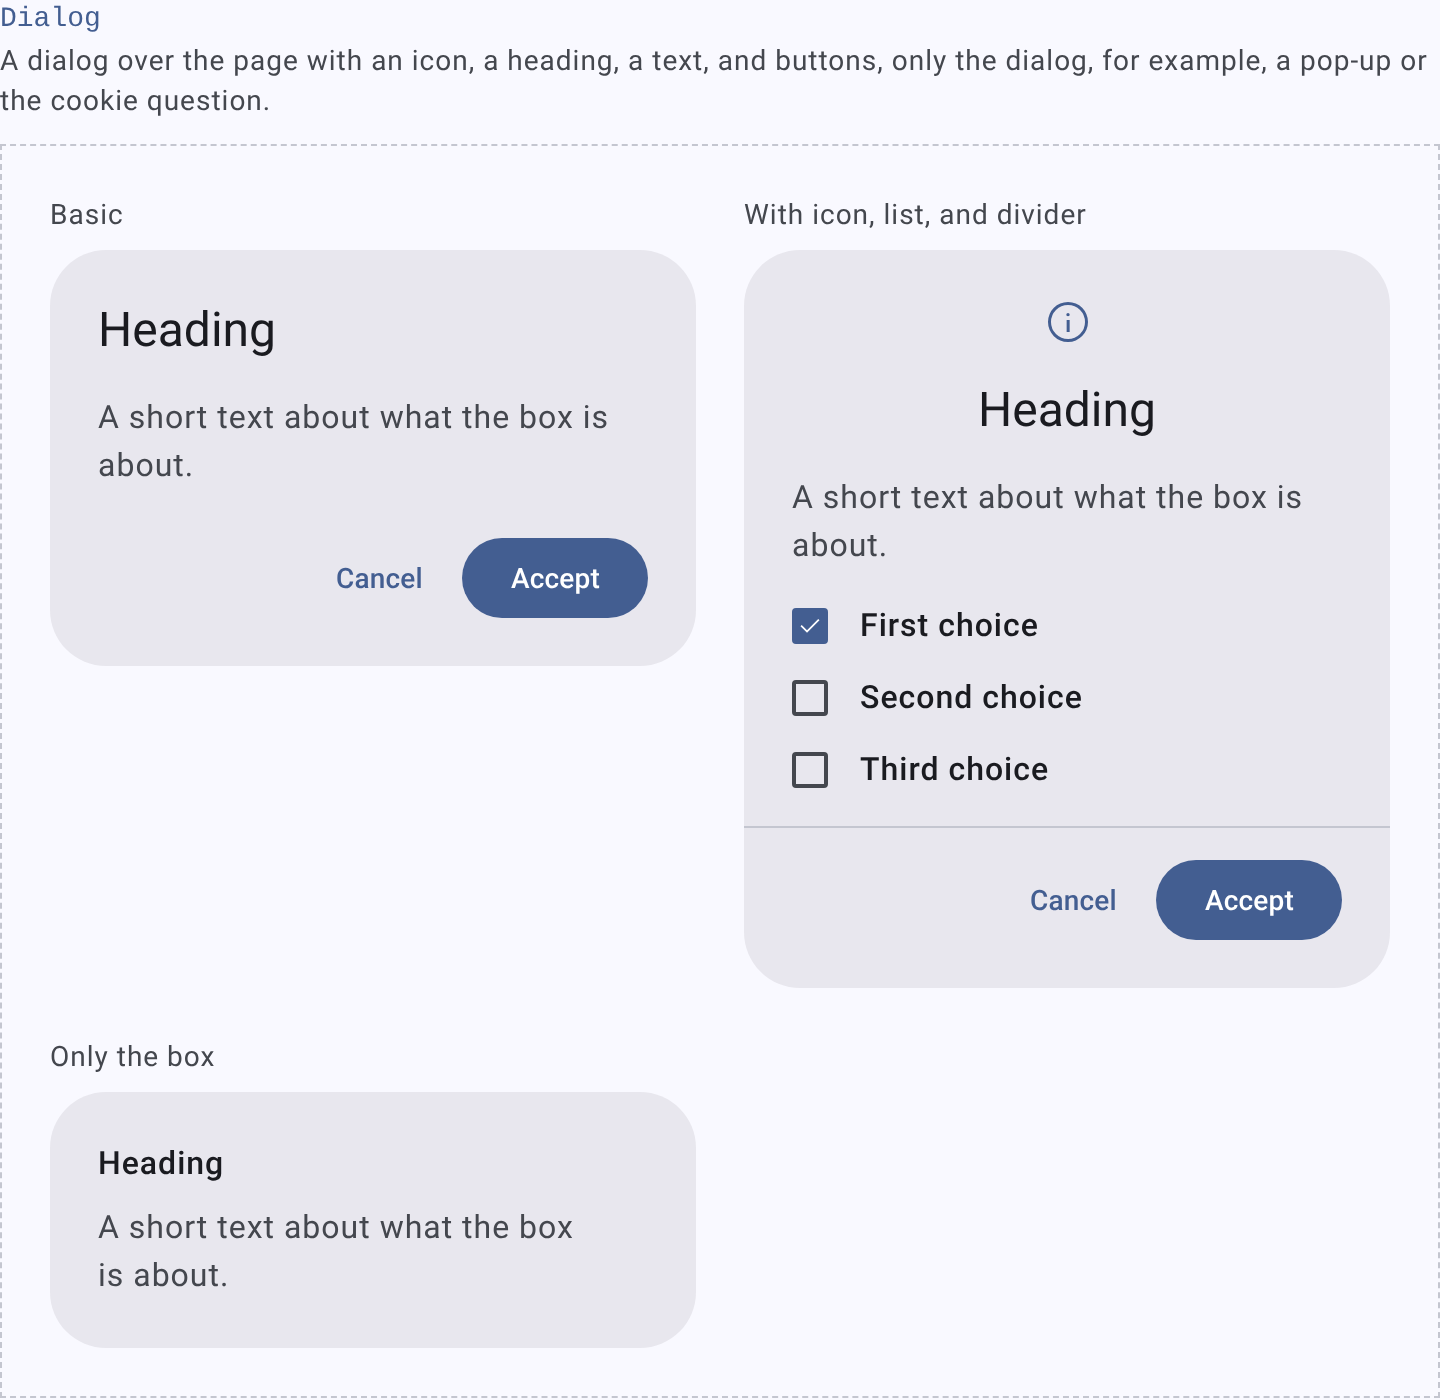 Dialog
A dialog over the page with an icon, a heading, a text, and buttons, only the dialog, for example, a pop-up or
the cookie question.
Basic
Heading
A short text about what the box is
about.
Cancel
Accept
With icon, list, and divider
Heading
A short text about what the box is
about.
First choice
Second choice
Third choice
Cancel
Accept
Only the box
Heading
A short text about what the box
is about.